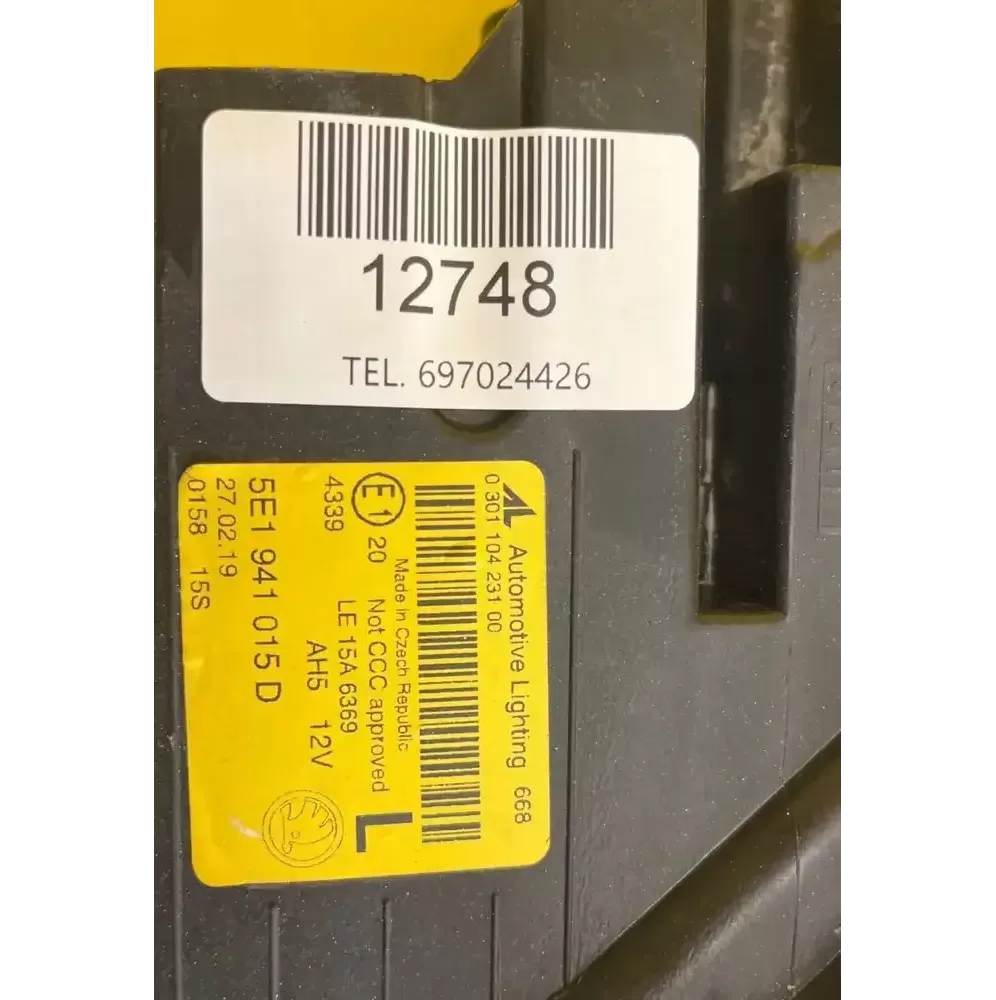 12748
TEL. 697024426
Automotive Lighting 668
0 301 104 231 00
Made in Czech Republic
E1 20 Not CCC approved L
4339 LE 15A 6369
AH5 12V
5E1 941 015 D
27.02.19
0158 15S